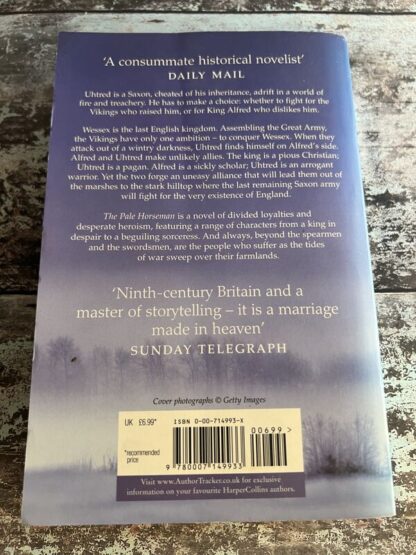 ‘A consummate historical novelist’
DAILY MAIL
Uhtred is a Saxon, cheated of his inheritance, adrift in a world of
fire and treachery. He has to make a choice: whether to fight for the
Vikings who raised him, or for King Alfred who dislikes him.
Wessex is the last English kingdom. Assembling the Great Army,
the Vikings have only one ambition – to conquer Wessex. When they
attack out of a wintry darkness, Uhtred finds himself on Alfred's side.
Alfred and Uhtred make unlikely allies. The king is a pious Christian;
Uhtred is a pagan. Alfred is a sickly scholar; Uhtred is an arrogant
warrior. Yet the two forge an uneasy alliance that will lead them out of
the marshes to the stark hilltop where the last remaining Saxon army
will fight for the very existence of England.
The Pale Horseman is a novel of divided loyalties and
desperate heroism, featuring a range of characters from a king in
despair to a beguiling sorceress. And always, beyond the spearmen
and the swordsmen, are the people who suffer as the tides
of war sweep over their farmlands.
‘Ninth-century Britain and a
master of storytelling – it is a marriage
made in heaven’
SUNDAY TELEGRAPH
Cover photographs © Getty Images
UK £6.99*
*recommended
price
ISBN 0-00-714993-X
00699 >
9 780007 149933
Visit www.AuthorTracker.co.uk for exclusive
information on your favourite HarperCollins authors.